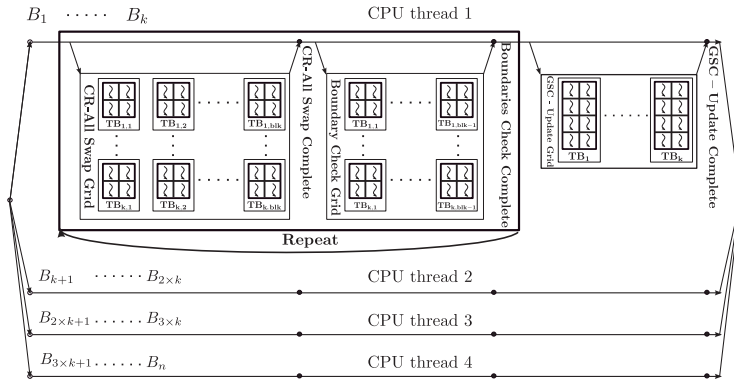 B₁ ····· Bₖ CPU thread 1
CR-All Swap Grid
TB₁,₁ TB₁,₂ TB₁,blk
TBₖ,₁ TBₖ,₂ TBₖ,blk
CR-All Swap Complete
Boundary Check Grid
TB₁,₁ TB₁,blk−1
TBₖ,₁ TBₖ,blk−1
Boundaries Check Complete
GSC - Update Grid
TB₁ TBₖ
GSC − Update Complete
Repeat
Bₖ₊₁ ······ B₂×ₖ CPU thread 2
B₂×ₖ₊₁ ······ B₃×ₖ CPU thread 3
B₃×ₖ₊₁ ······ Bₙ CPU thread 4